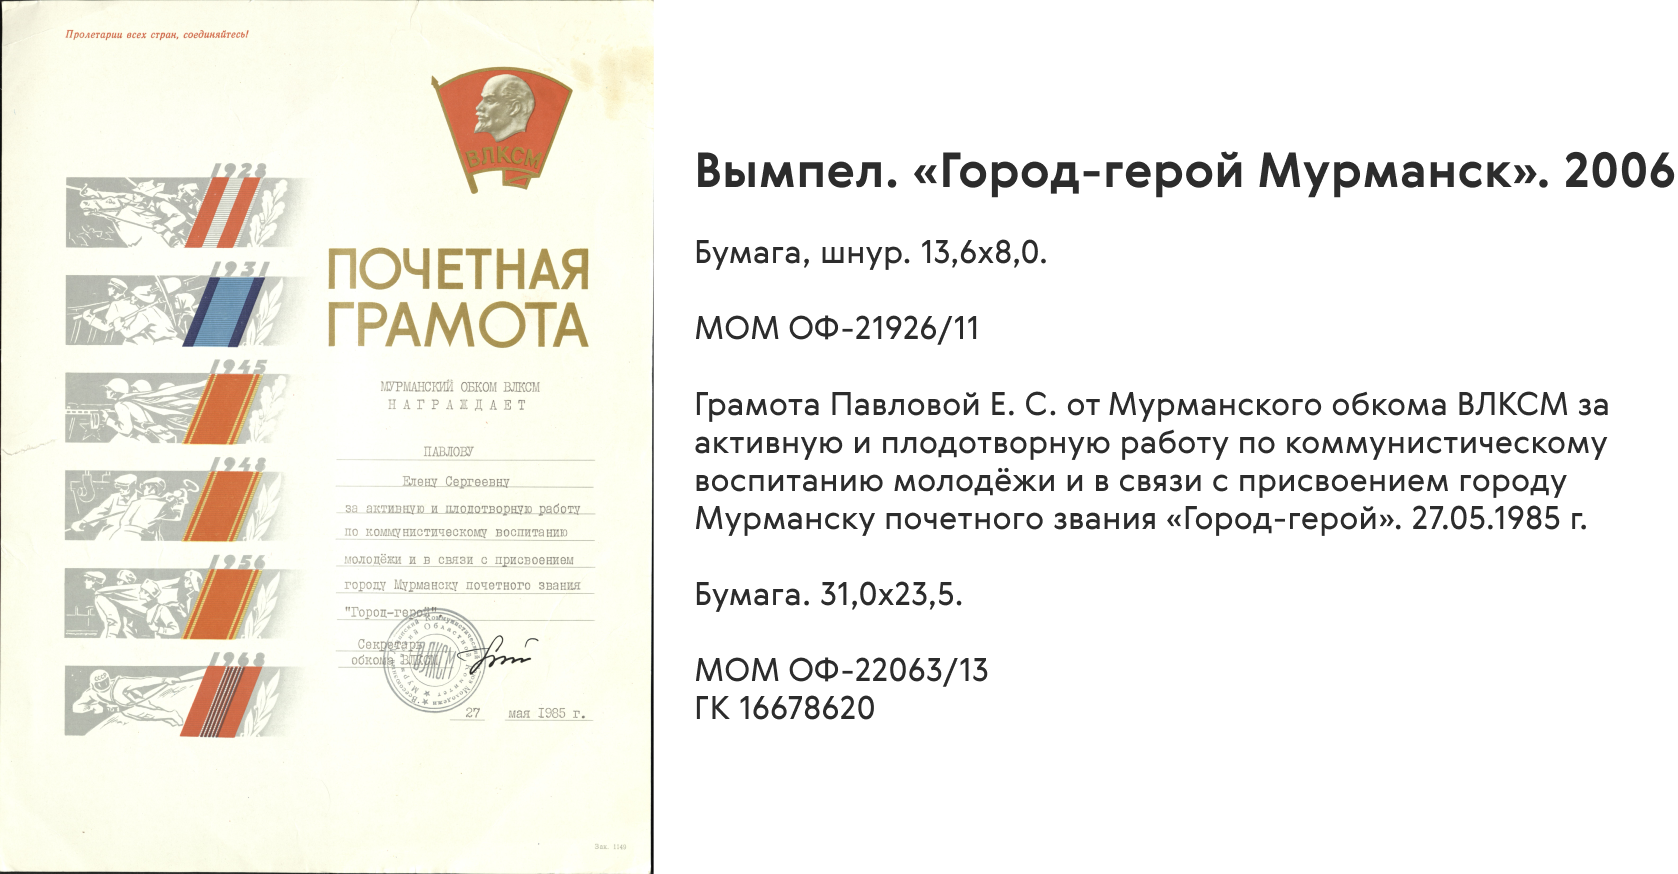 Пролетарии всех стран, соединяйтесь!
ВЛКСМ
1928
1931
1945
1948
1956
1968
ПОЧЕТНАЯ
ГРАМОТА
МУРМАНСКИЙ ОБКОМ ВЛКСМ
НАГРАЖДАЕТ
ПАВЛОВУ
Елену Сергеевну
за активную и плодотворную работу
по коммунистическому воспитанию
молодёжи и в связи с присвоением
городу Мурманску почетного звания
"Город-герой"
Секретарь
обкома ВЛКСМ
ВЛКСМ
27 мая 1985 г.
Зак. 1149
Вымпел. «Город-герой Мурманск». 2006
Бумага, шнур. 13,6х8,0.
МОМ ОФ-21926/11
Грамота Павловой Е. С. от Мурманского обкома ВЛКСМ за
активную и плодотворную работу по коммунистическому
воспитанию молодёжи и в связи с присвоением городу
Мурманску почетного звания «Город-герой». 27.05.1985 г.
Бумага. 31,0х23,5.
МОМ ОФ-22063/13
ГК 16678620